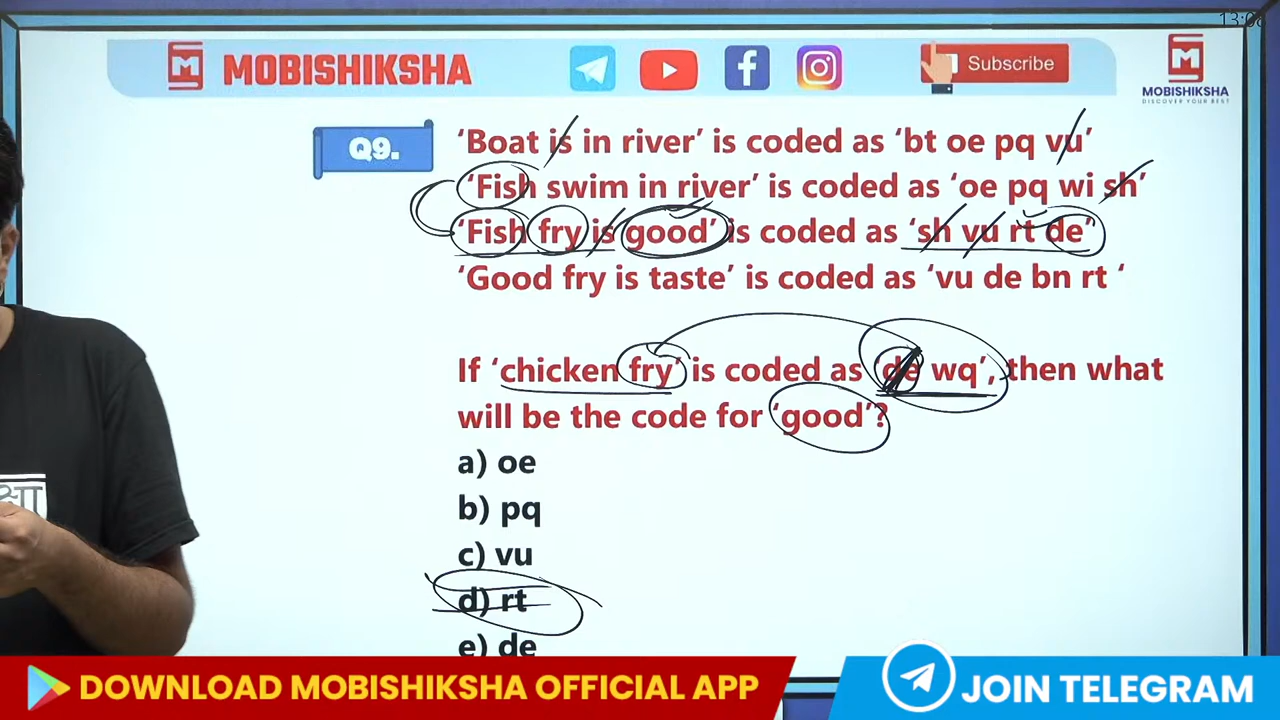 MOBISHIKSHA
Subscribe
MOBISHIKSHA
DISCOVER YOUR BEST
Q9.
‘Boat is in river’ is coded as ‘bt oe pq vu’
‘Fish swim in river’ is coded as ‘oe pq wi sh’
‘Fish fry is good’ is coded as ‘sh vu rt de”
‘Good fry is taste’ is coded as ‘vu de bn rt ‘
If ‘chicken fry’ is coded as ‘de wq’, then what
will be the code for ‘good’?
a) oe
b) pq
c) vu
d) rt
e) de
DOWNLOAD MOBISHIKSHA OFFICIAL APP
JOIN TELEGRAM